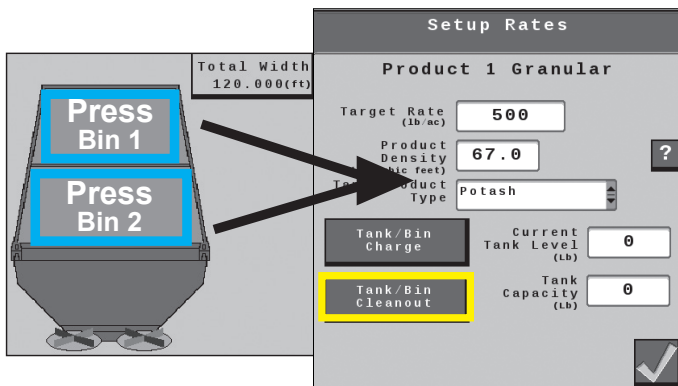 Setup Rates
Total Width
120.000(ft)
Press
Bin 1
Press
Bin 2
Product 1 Granular
Target Rate
(lb/ac)
500
Product
Density
bic feet)
67.0
?
Type
Potash
Tank/Bin
Charge
Current
Tank Level
(Lb)
0
Tank/Bin
Cleanout
Tank
Capacity
(Lb)
0